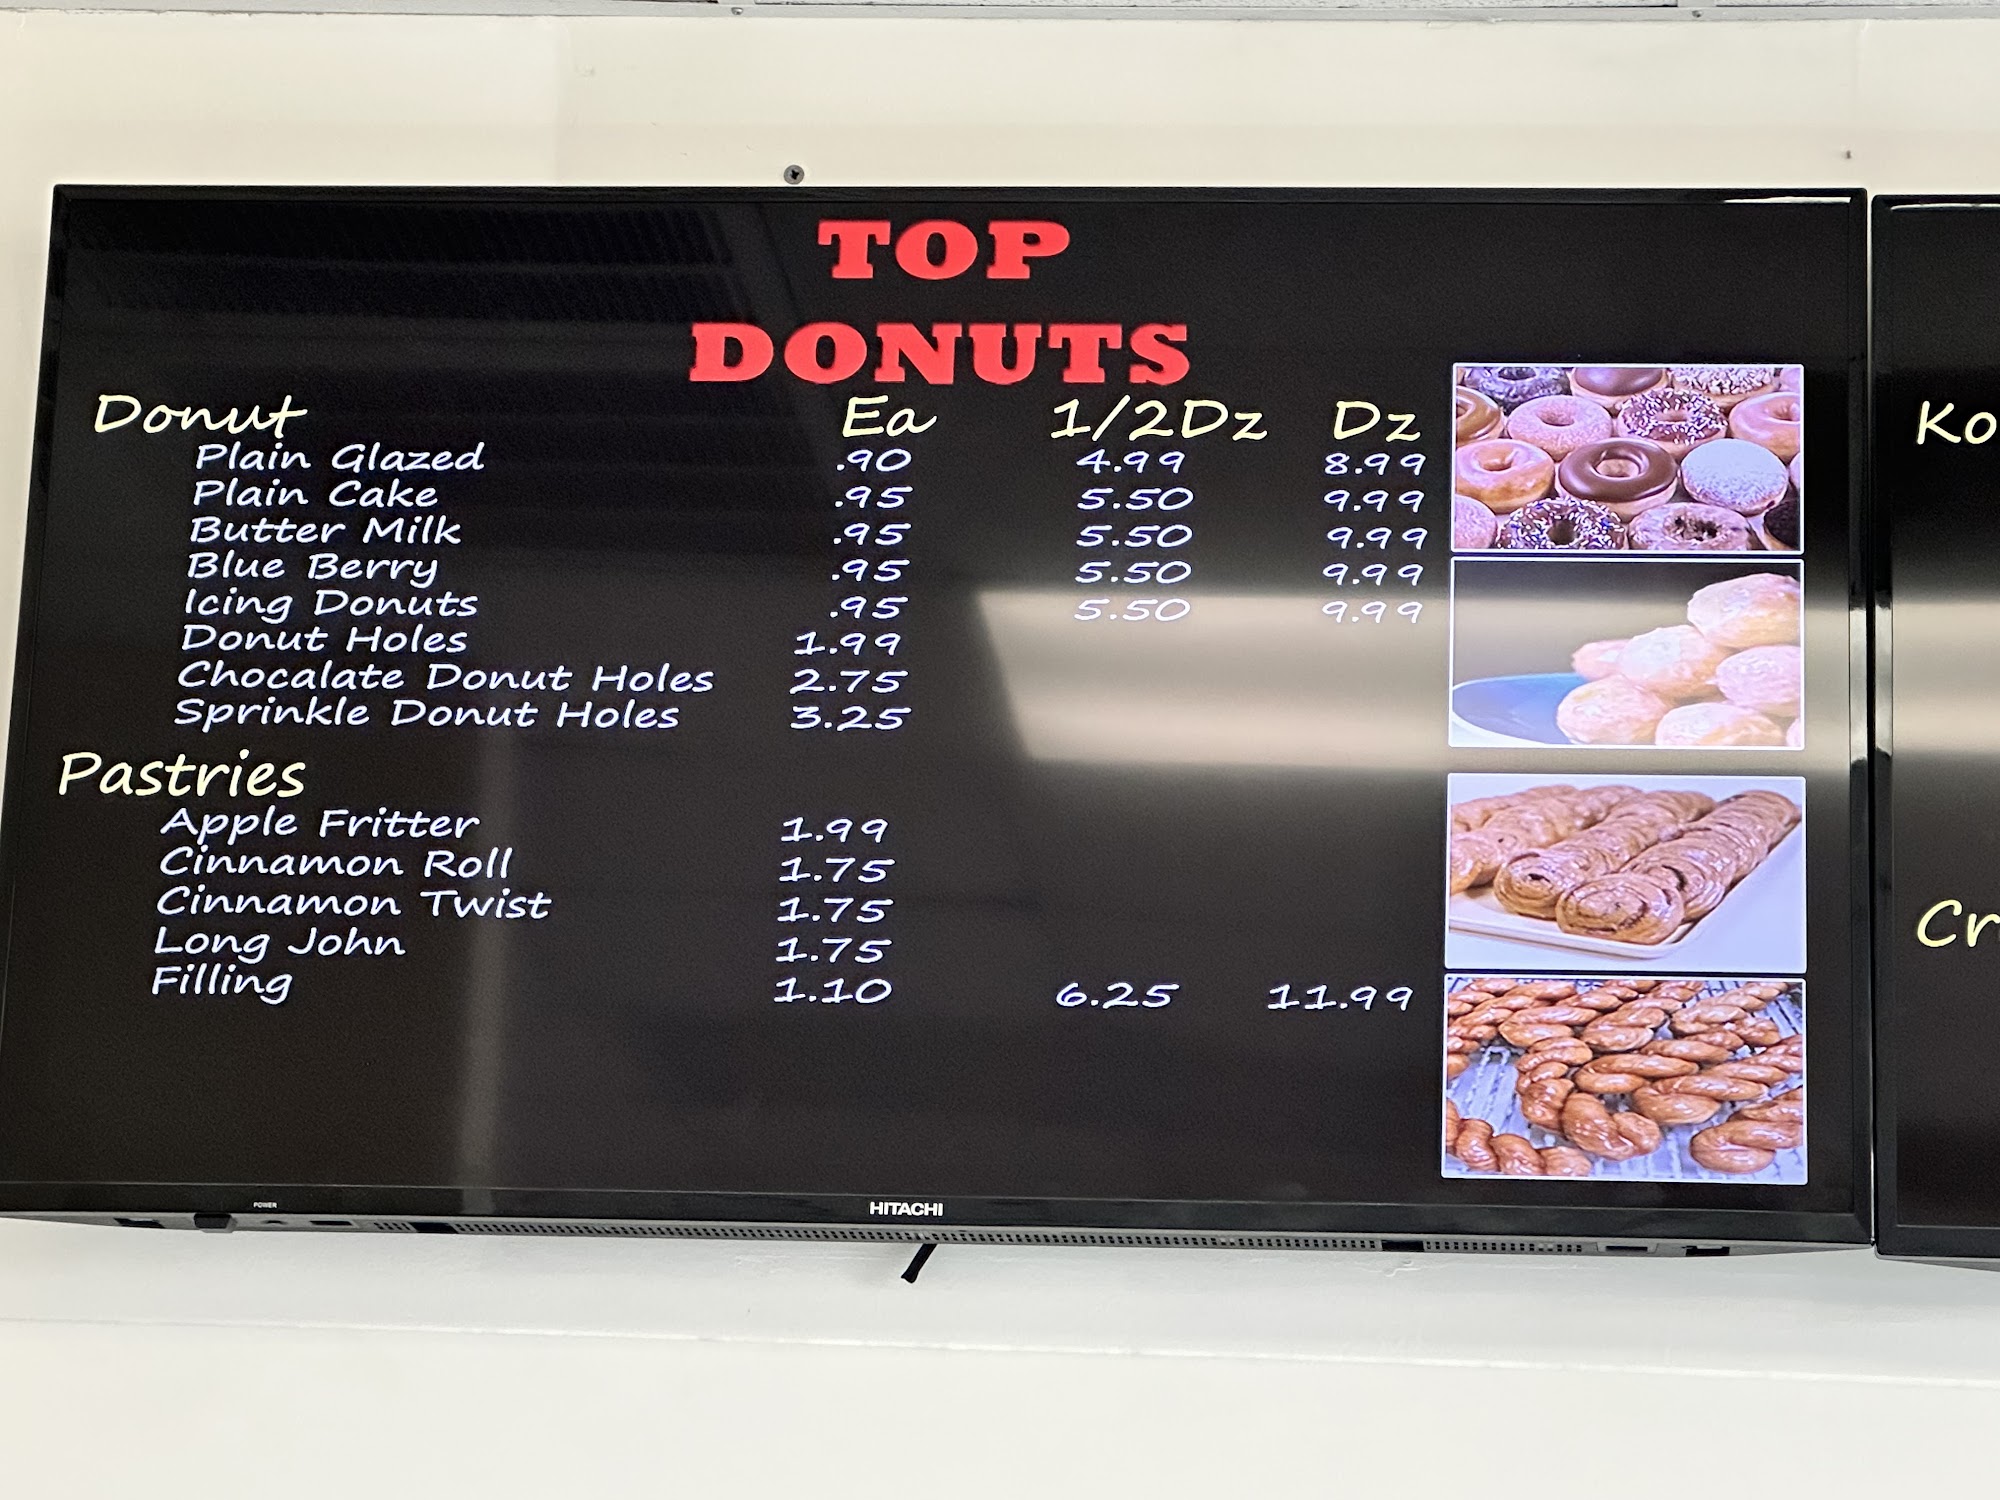 TOP
DONUTS
Donut Ea 1/2Dz Dz
Plain Glazed .90 4.99 8.99
Plain Cake .95 5.50 9.99
Butter Milk .95 5.50 9.99
Blue Berry .95 5.50 9.99
Icing Donuts .95 5.50 9.99
Donut Holes 1.99
Chocalate Donut Holes 2.75
Sprinkle Donut Holes 3.25
Pastries
Apple Fritter 1.99
Cinnamon Roll 1.75
Cinnamon Twist 1.75
Long John 1.75
Filling 1.10 6.25 11.99
POWER
HITACHI
Ko
Cr